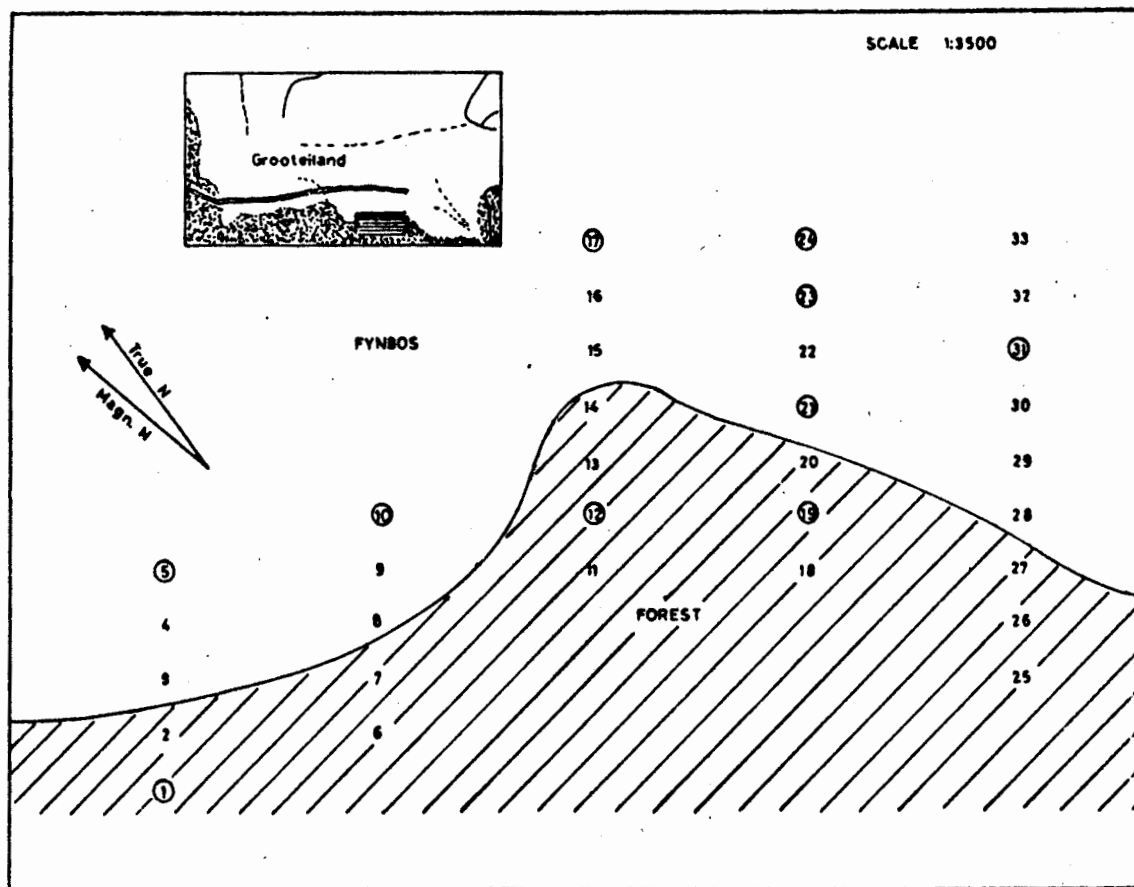 SCALE 1:3500
Grooteiland
17 24 33
16 23 32
FYNBOS 15 22 31
True N
Magn. N
14 21 30
13 20 29
10 12 19 28
5 9 11 18 27
4 8 FOREST 26
3 7 25
2 6
1